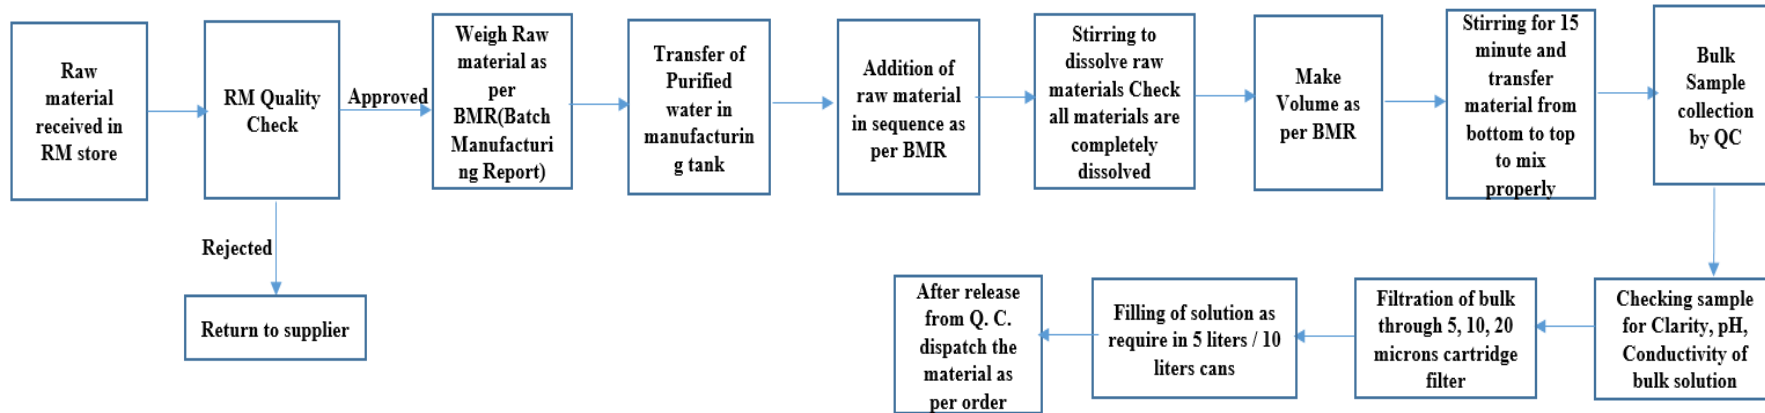 Raw
material
received in
RM store
RM Quality
Check
Approved
Rejected
Return to supplier
Weigh Raw
material as
per
BMR(Batch
Manufacturi
ng Report)
Transfer of
Purified
water in
manufacturin
g tank
Addition of
raw material
in sequence as
per BMR
Stirring to
dissolve raw
materials Check
all materials are
completely
dissolved
Make
Volume as
per BMR
Stirring for 15
minute and
transfer
material from
bottom to top
to mix
properly
Bulk
Sample
collection
by QC
Checking sample
for Clarity, pH,
Conductivity of
bulk solution
Filtration of bulk
through 5, 10, 20
microns cartridge
filter
Filling of solution as
require in 5 liters / 10
liters cans
After release
from Q. C.
dispatch the
material as
per order